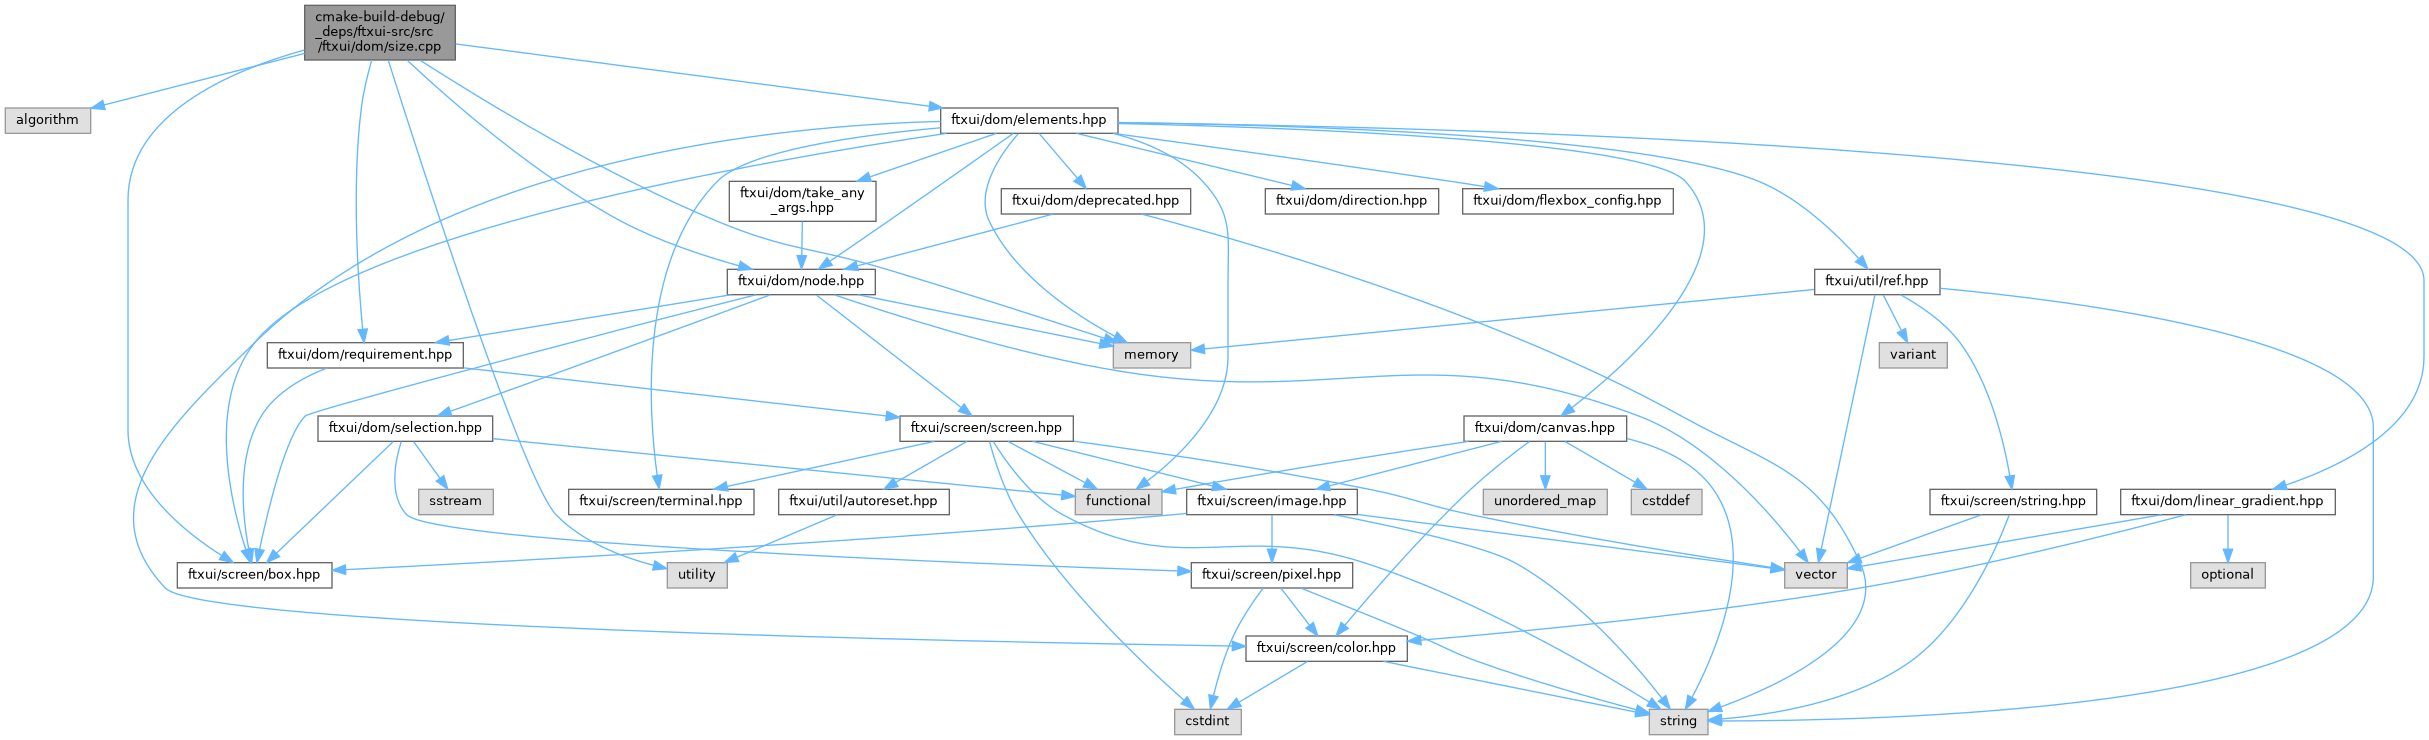 cmake-build-debug/
_deps/ftxui-src/src
/ftxui/dom/size.cpp
algorithm
ftxui/dom/elements.hpp
ftxui/dom/take_any
_args.hpp
ftxui/dom/deprecated.hpp
ftxui/dom/direction.hpp
ftxui/dom/flexbox_config.hpp
ftxui/dom/node.hpp
ftxui/util/ref.hpp
ftxui/dom/requirement.hpp
memory
variant
ftxui/dom/selection.hpp
ftxui/screen/screen.hpp
ftxui/dom/canvas.hpp
sstream
ftxui/screen/terminal.hpp
ftxui/util/autoreset.hpp
functional
ftxui/screen/image.hpp
unordered_map
cstddef
ftxui/screen/string.hpp
ftxui/dom/linear_gradient.hpp
ftxui/screen/box.hpp
utility
ftxui/screen/pixel.hpp
vector
optional
ftxui/screen/color.hpp
cstdint
string